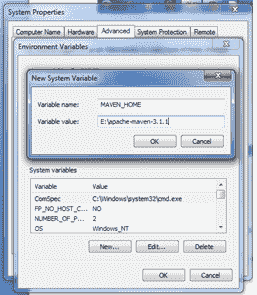 System Properties
Computer Name Hardware Advanced System Protection Remote
Environment Variables
New System Variable
Variable name: MAVEN_HOME
Variable value: E:\apache-maven-3.1.1
OK Cancel
System variables
Variable Value
ComSpec C:\Windows\system32\cmd.exe
FP_NO_HOST_C... NO
NUMBER_OF_P... 2
OS Windows_NT
New... Edit... Delete
OK Cancel